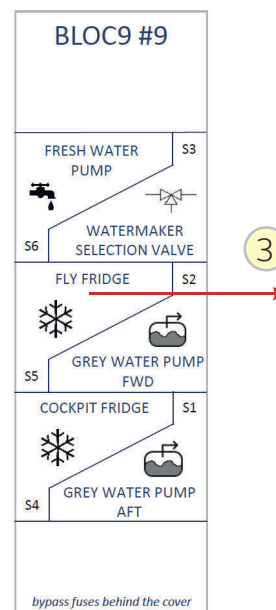 BLOC9 #9
FRESH WATER
PUMP
S3
S6
WATERMAKER
SELECTION VALVE
FLY FRIDGE
S2
3
S5
GREY WATER PUMP
FWD
COCKPIT FRIDGE
S1
S4
GREY WATER PUMP
AFT
bypass fuses behind the cover